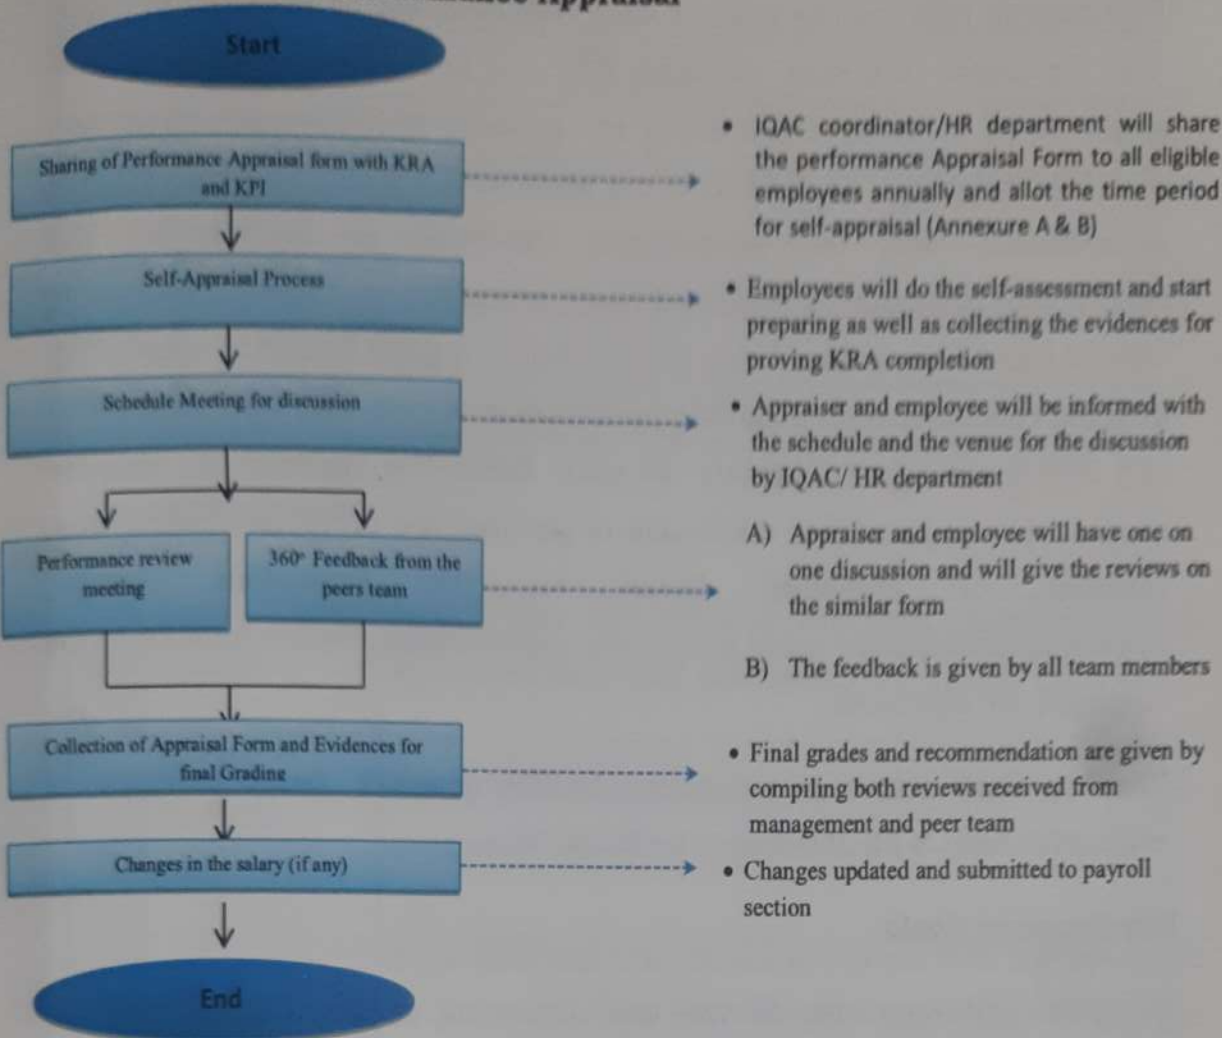 Appraisal
Start
Sharing of Performance Appraisal form with KRA
and KPI
• IQAC coordinator/HR department will share
the performance Appraisal Form to all eligible
employees annually and allot the time period
for self-appraisal (Annexure A & B)
Self-Appraisal Process
• Employees will do the self-assessment and start
preparing as well as collecting the evidences for
proving KRA completion
Schedule Meeting for discussion
• Appraiser and employee will be informed with
the schedule and the venue for the discussion
by IQAC/ HR department
Performance review
meeting
360° Feedback from the
peers team
A) Appraiser and employee will have one on
one discussion and will give the reviews on
the similar form
B) The feedback is given by all team members
Collection of Appraisal Form and Evidences for
final Gradine
• Final grades and recommendation are given by
compiling both reviews received from
management and peer team
Changes in the salary (if any)
• Changes updated and submitted to payroll
section
End